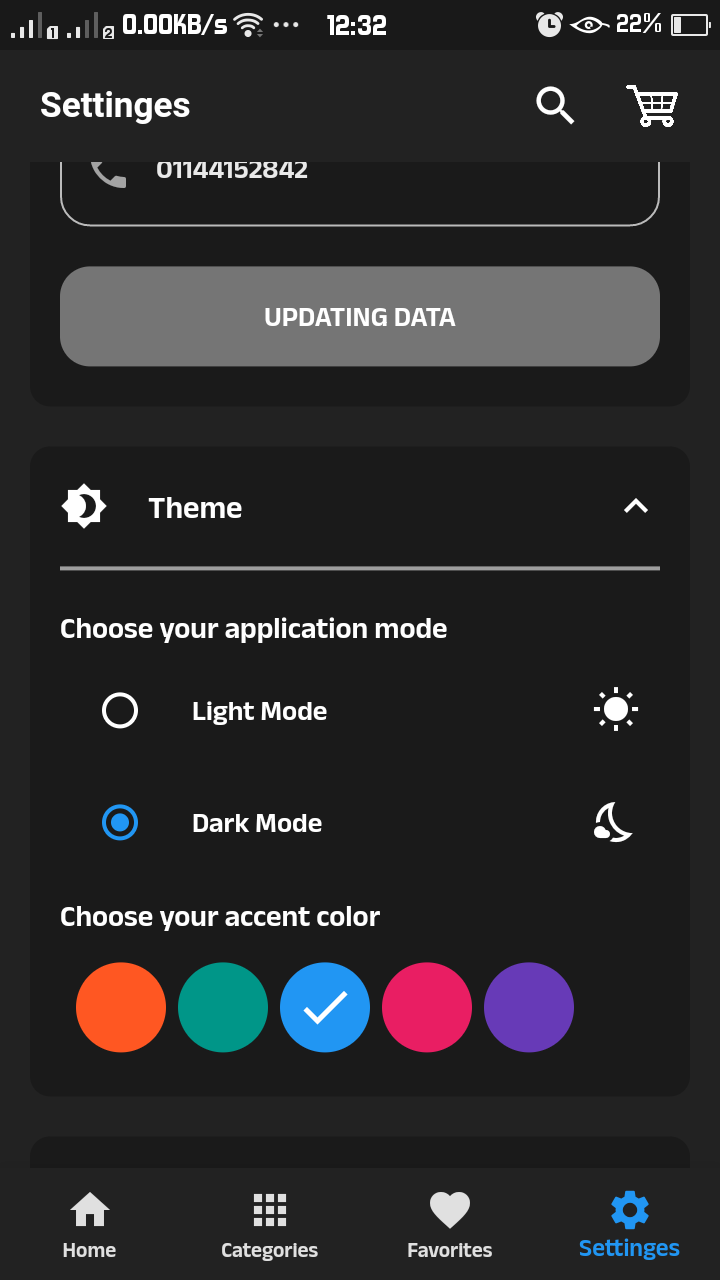 1 2 0.00KB/s ... 12:32 22%
Settinges
01144152842
UPDATING DATA
Theme
Choose your application mode
Light Mode
Dark Mode
Choose your accent color
Home Categories Favorites Settinges